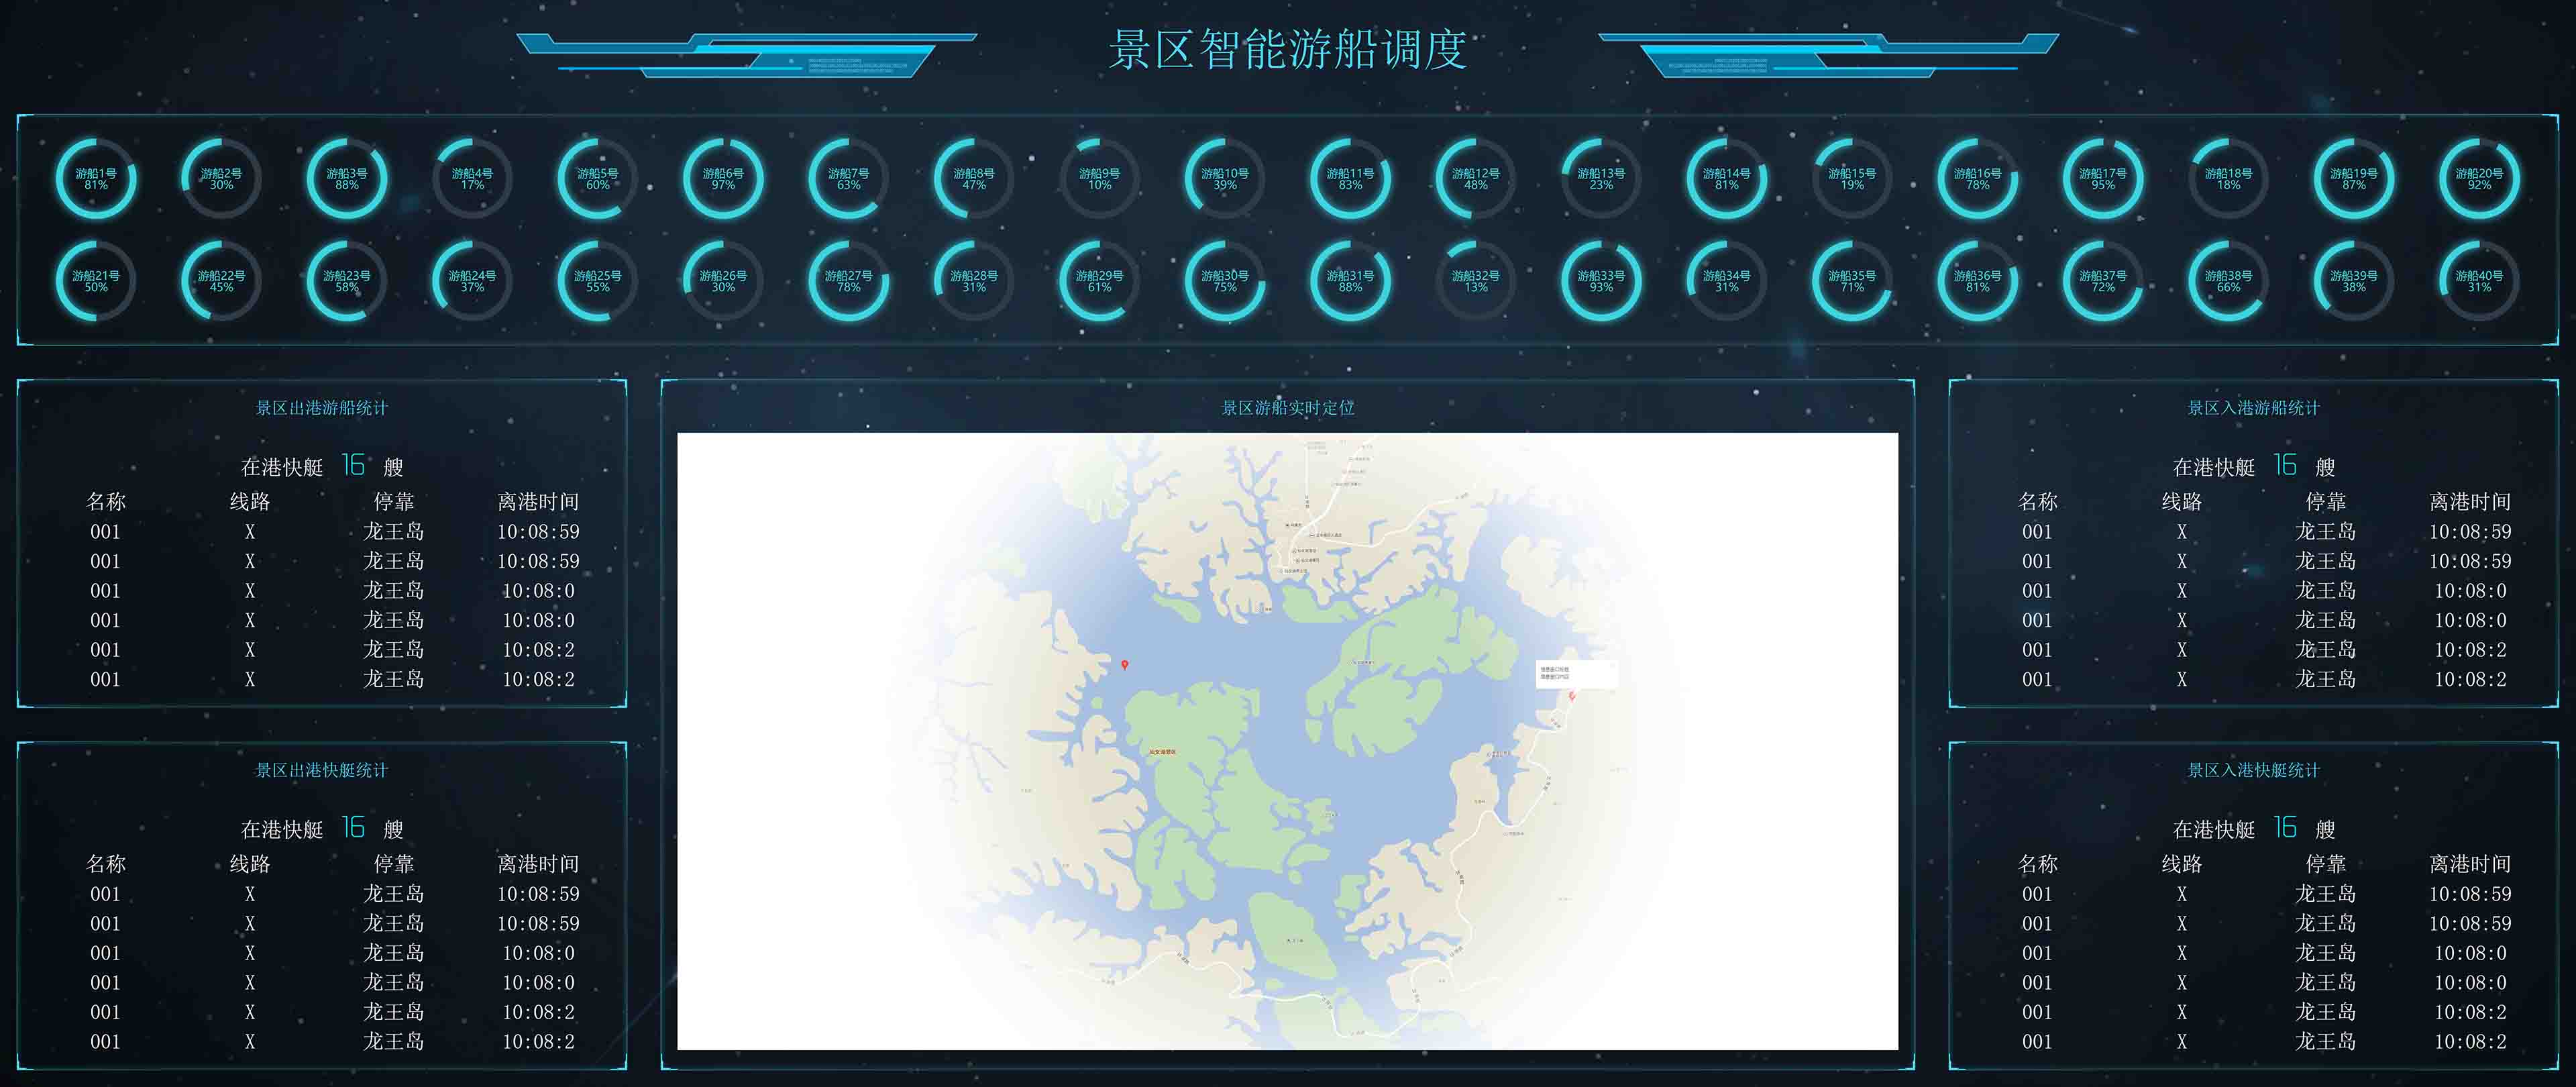 景区智能游船调度
游船1号
81%
游船2号
30%
游船3号
88%
游船4号
17%
游船5号
60%
游船6号
97%
游船7号
63%
游船8号
47%
游船9号
10%
游船10号
39%
游船11号
83%
游船12号
48%
游船13号
23%
游船14号
81%
游船15号
19%
游船16号
78%
游船17号
95%
游船18号
18%
游船19号
87%
游船20号
92%
游船21号
50%
游船22号
45%
游船23号
58%
游船24号
37%
游船25号
55%
游船26号
30%
游船27号
78%
游船28号
31%
游船29号
61%
游船30号
75%
游船31号
88%
游船32号
13%
游船33号
93%
游船34号
31%
游船35号
71%
游船36号
81%
游船37号
72%
游船38号
66%
游船39号
38%
游船40号
31%
景区出港游船统计
在港快艇 16 艘
名称 线路 停靠 离港时间
001 X 龙王岛 10:08:59
001 X 龙王岛 10:08:59
001 X 龙王岛 10:08:0
001 X 龙王岛 10:08:0
001 X 龙王岛 10:08:2
001 X 龙王岛 10:08:2
景区出港快艇统计
在港快艇 16 艘
名称 线路 停靠 离港时间
001 X 龙王岛 10:08:59
001 X 龙王岛 10:08:59
001 X 龙王岛 10:08:0
001 X 龙王岛 10:08:0
001 X 龙王岛 10:08:2
001 X 龙王岛 10:08:2
景区游船实时定位
信息窗口标题
信息窗口内容
仙女湖景区
景区入港游船统计
在港快艇 16 艘
名称 线路 停靠 离港时间
001 X 龙王岛 10:08:59
001 X 龙王岛 10:08:59
001 X 龙王岛 10:08:0
001 X 龙王岛 10:08:0
001 X 龙王岛 10:08:2
001 X 龙王岛 10:08:2
景区入港快艇统计
在港快艇 16 艘
名称 线路 停靠 离港时间
001 X 龙王岛 10:08:59
001 X 龙王岛 10:08:59
001 X 龙王岛 10:08:0
001 X 龙王岛 10:08:0
001 X 龙王岛 10:08:2
001 X 龙王岛 10:08:2